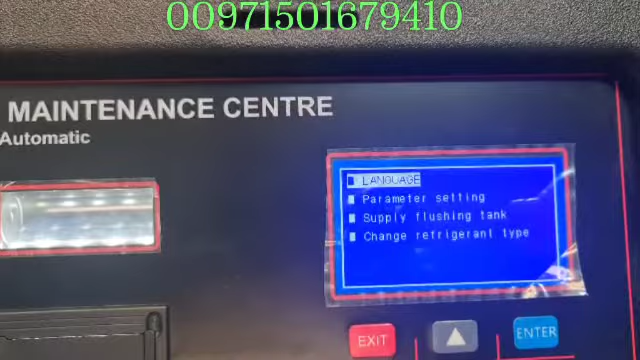 00971501679410
MAINTENANCE CENTRE
Automatic
LANGUAGE
Parameter setting
Supply flushing tank
Change refrigerant type
EXIT
ENTER